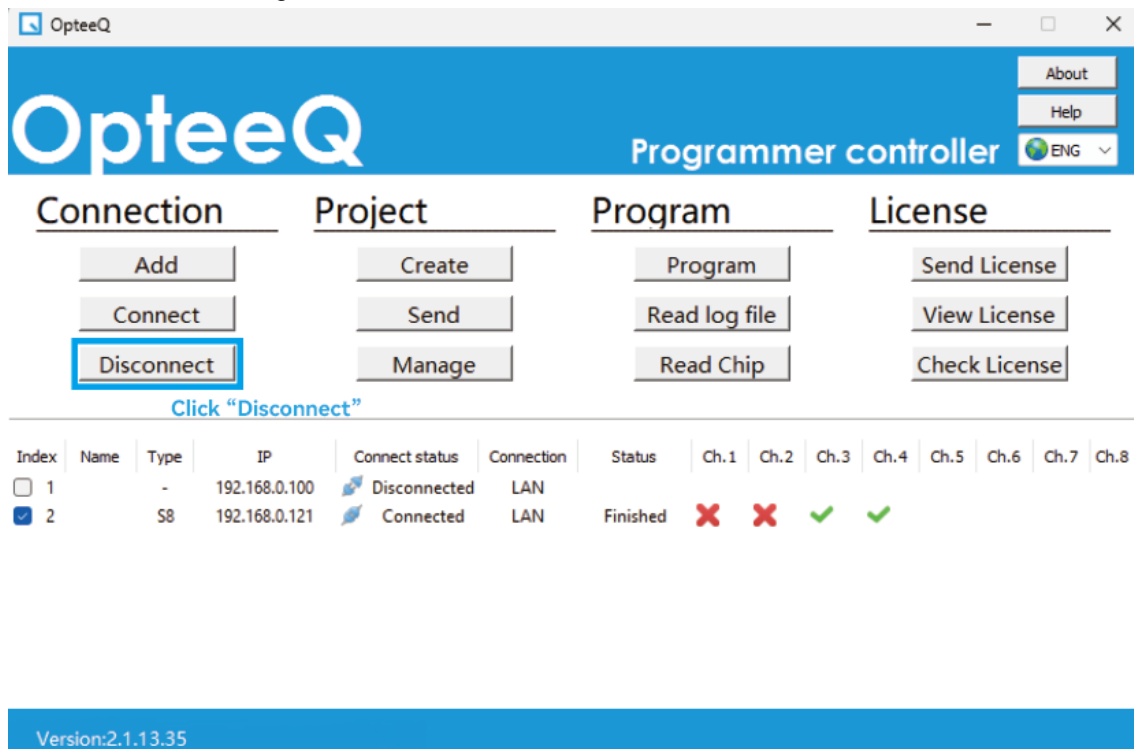 OpteeQ
About
Help
OpteeQ
Programmer controller
ENG
Connection Project Program License
Add Create Program Send License
Connect Send Read log file View License
Disconnect Manage Read Chip Check License
Click “Disconnect”
Index Name Type IP Connect status Connection Status Ch.1 Ch.2 Ch.3 Ch.4 Ch.5 Ch.6 Ch.7 Ch.8
1 - 192.168.0.100 Disconnected LAN
2 S8 192.168.0.121 Connected LAN Finished
Version:2.1.13.35